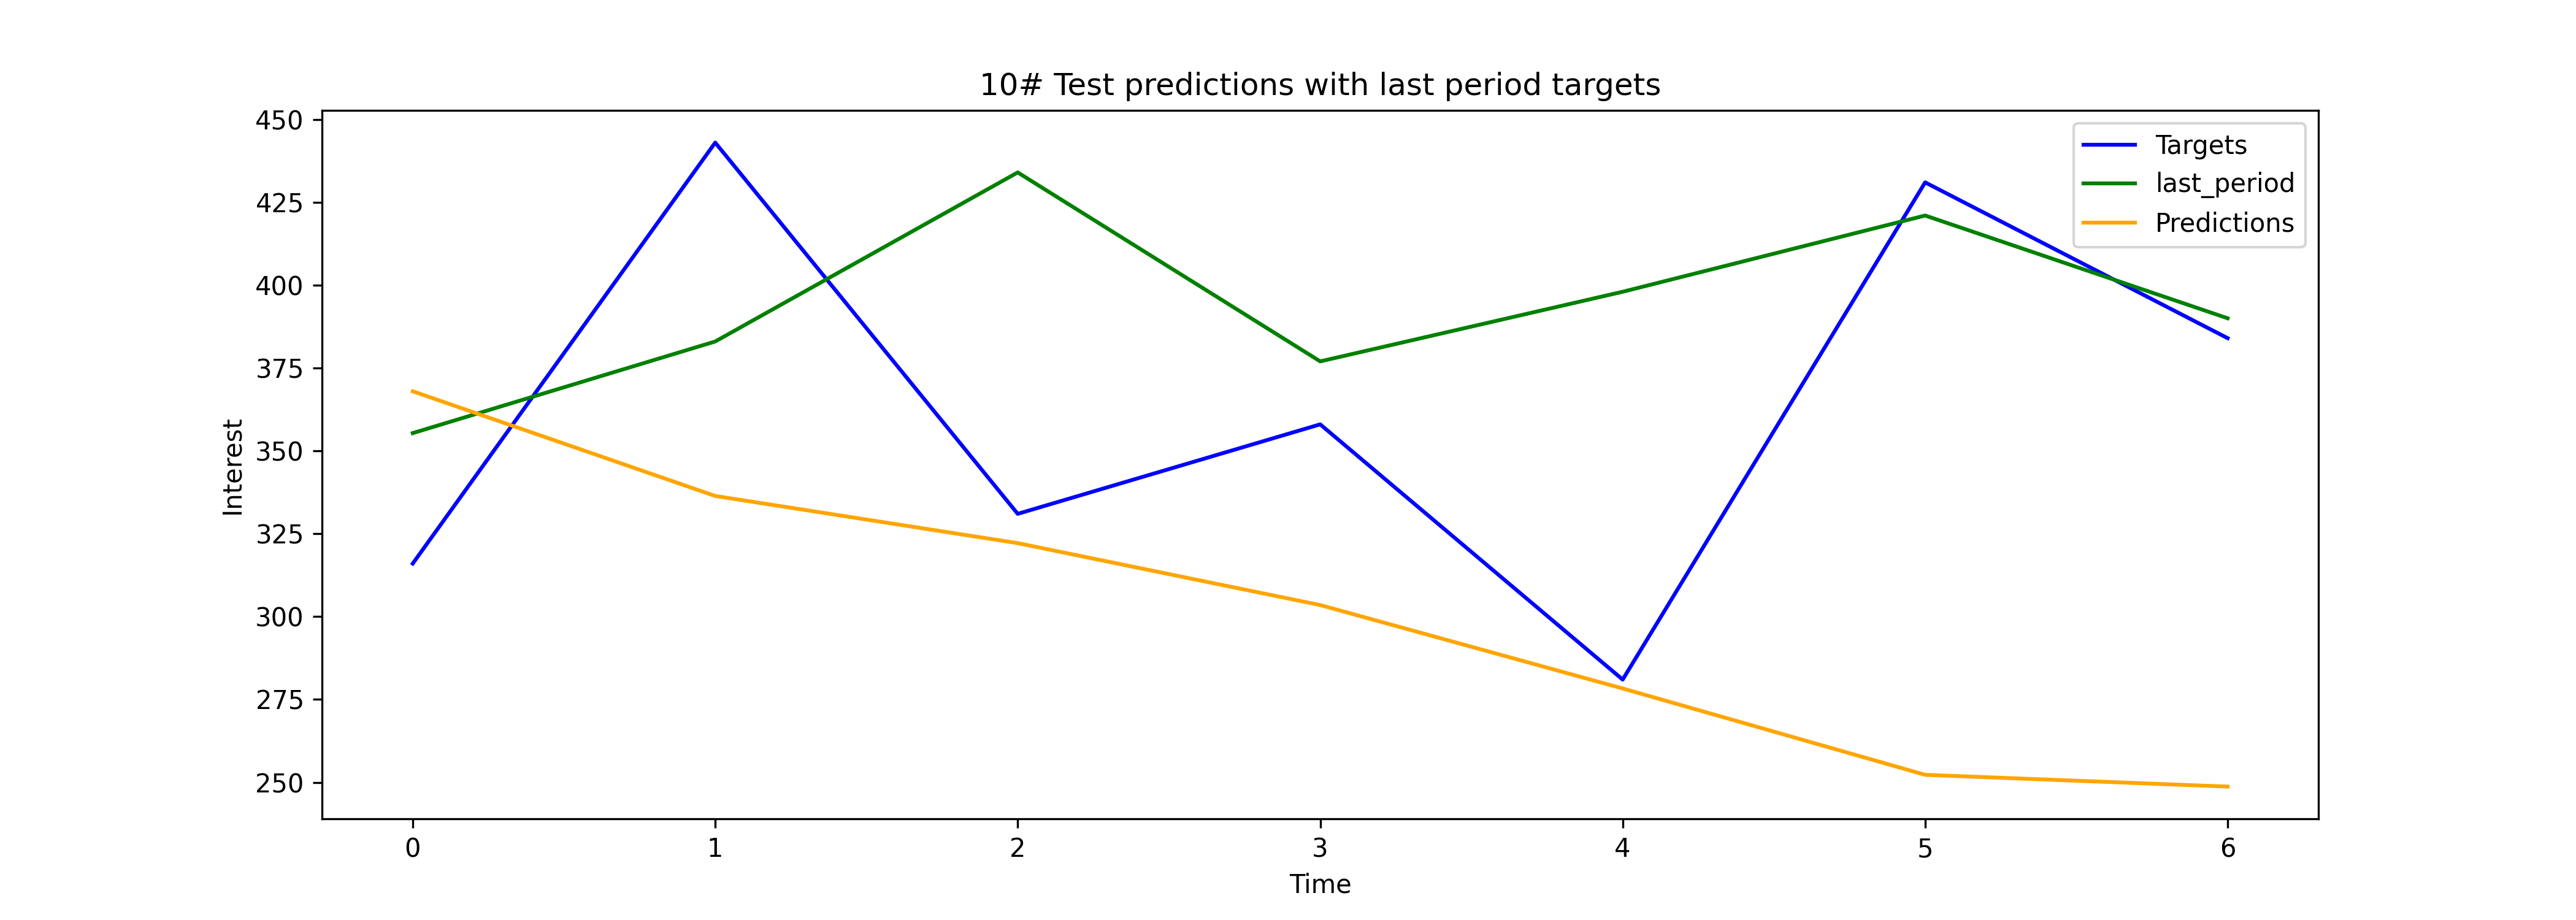 10# Test predictions with last period targets
Targets
last_period
Predictions
450
425
400
375
350
325
300
275
250
Interest
0 1 2 3 4 5 6
Time